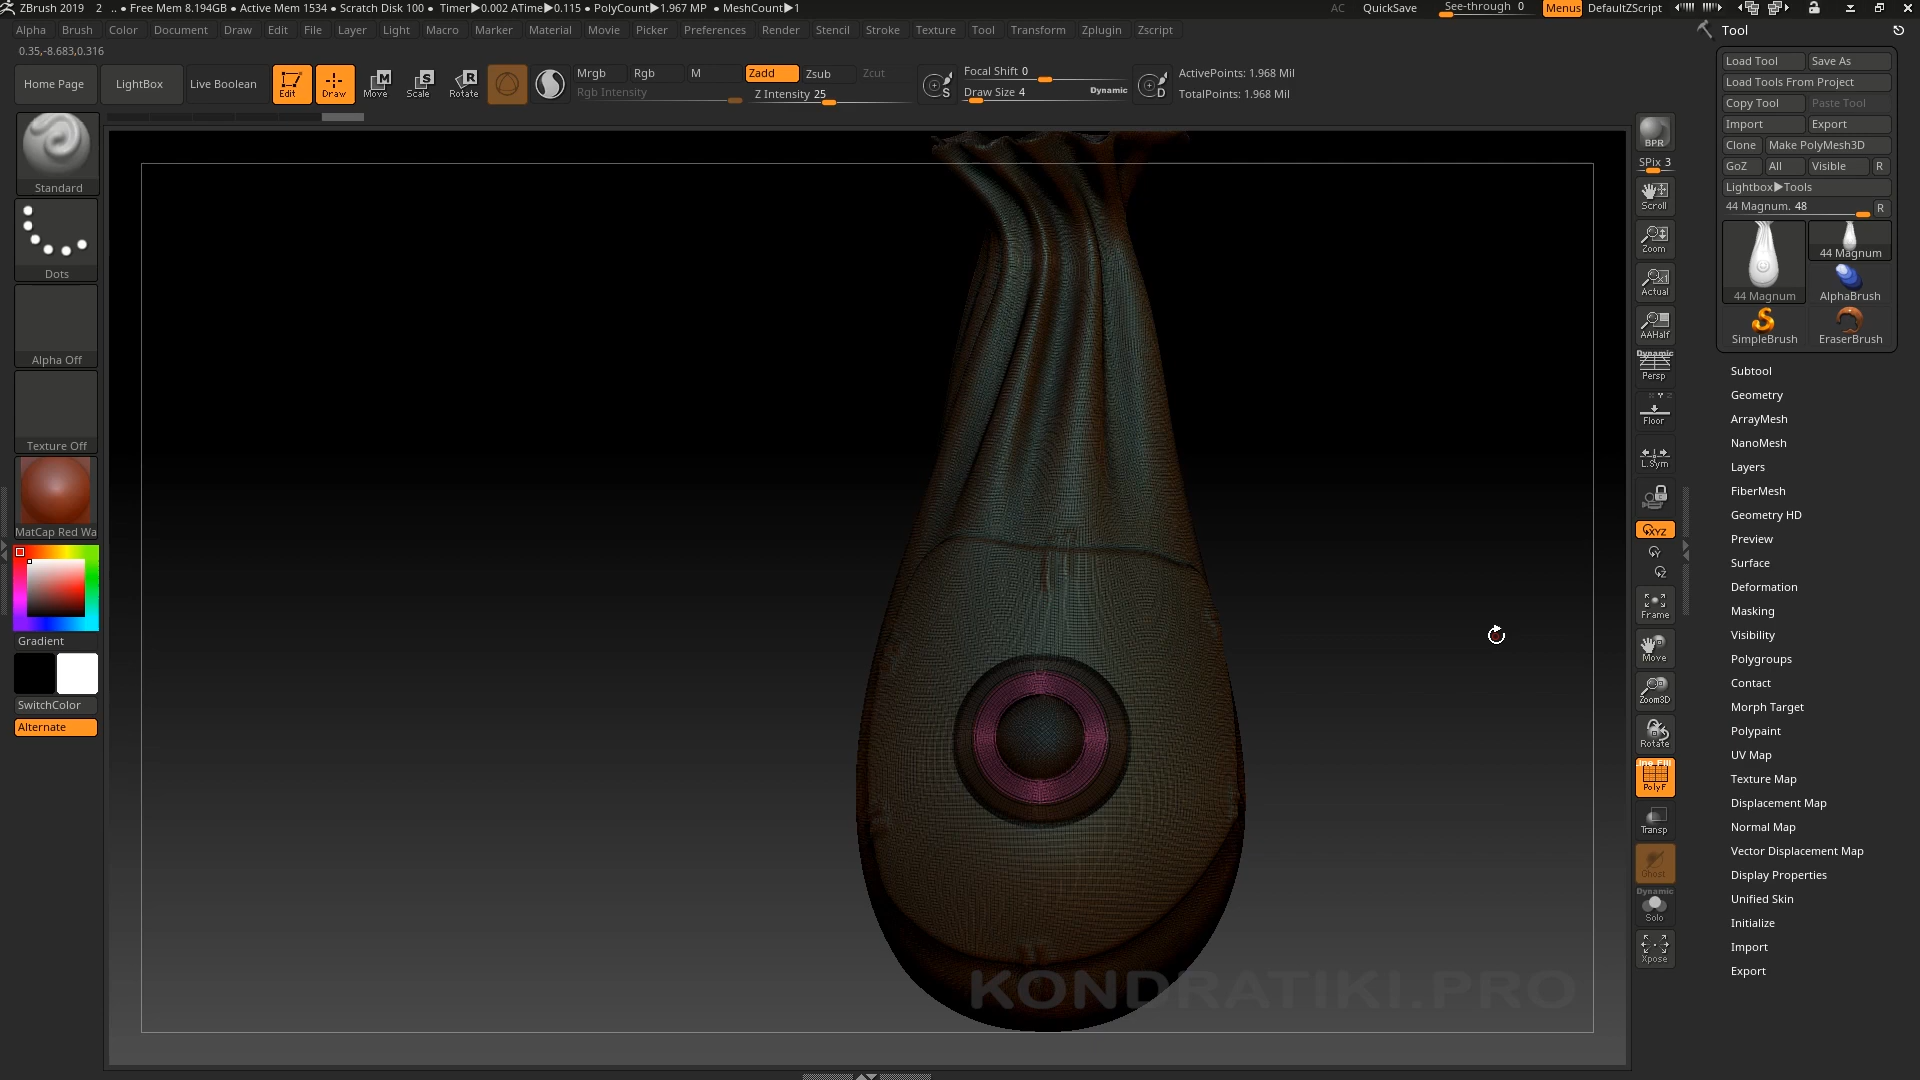 ZBrush 2019 2 .. ● Free Mem 8.194GB ● Active Mem 1534 ● Scratch Disk 100 ● Timer▶0.002 ATime▶0.115 ● PolyCount▶1.967 MP ● MeshCount▶1 AC QuickSave See-through 0 Menus DefaultZScript
Alpha Brush Color Document Draw Edit File Layer Light Macro Marker Material Movie Picker Preferences Render Stencil Stroke Texture Tool Transform Zplugin Zscript
Tool
0.35,-8.683,0.316
Home Page LightBox Live Boolean Edit Draw Move Scale Rotate
Mrgb Rgb M Zadd Zsub Zcut
Rgb Intensity Z Intensity 25
S Focal Shift 0
Draw Size 4 Dynamic D
ActivePoints: 1.968 Mil
TotalPoints: 1.968 Mil
Standard
Dots
Alpha Off
Texture Off
MatCap Red Wa
Gradient
SwitchColor
Alternate
KONDRATIKI.PRO
BPR
SPix 3
Scroll
Zoom
Actual
AAHalf
Dynamic
Persp
Floor
L.Sym
XYZ
Y
Z
Frame
Move
Zoom3D
Rotate
Line Fill
PolyF
Transp
Ghost
Dynamic
Solo
Xpose
Load Tool Save As
Load Tools From Project
Copy Tool Paste Tool
Import Export
Clone Make PolyMesh3D
GoZ All Visible R
Lightbox▶Tools
44 Magnum. 48 R
44 Magnum
44 Magnum AlphaBrush
SimpleBrush EraserBrush
Subtool
Geometry
ArrayMesh
NanoMesh
Layers
FiberMesh
Geometry HD
Preview
Surface
Deformation
Masking
Visibility
Polygroups
Contact
Morph Target
Polypaint
UV Map
Texture Map
Displacement Map
Normal Map
Vector Displacement Map
Display Properties
Unified Skin
Initialize
Import
Export